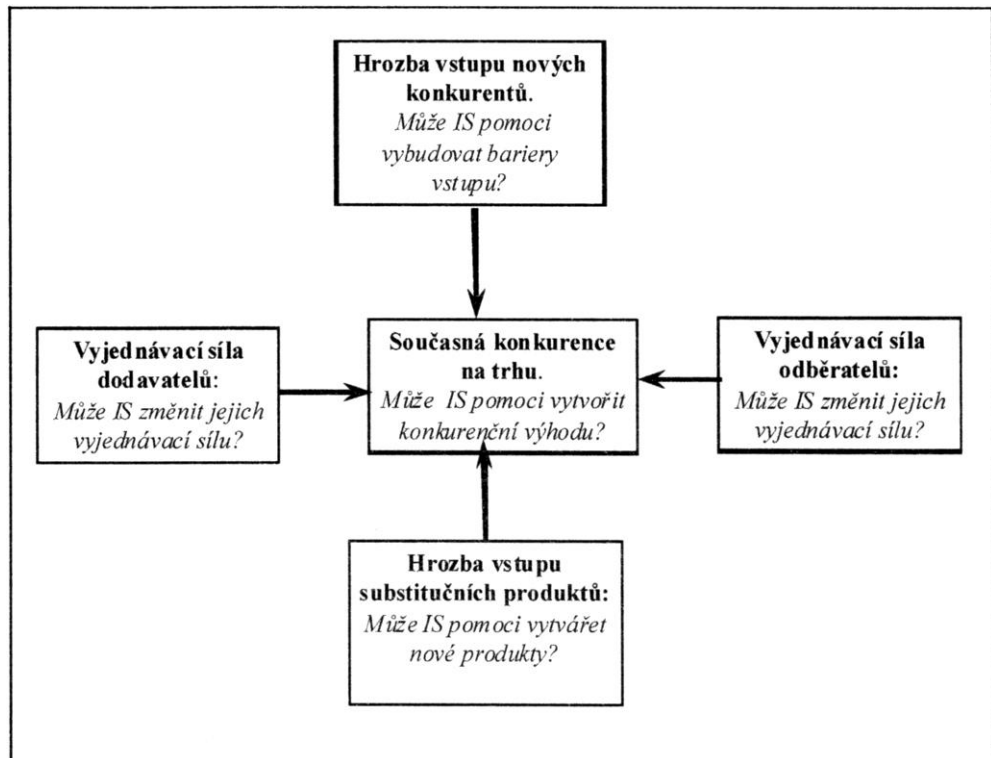 Hrozba vstupu nových
konkurentů.
Může IS pomoci
vybudovat bariery
vstupu?
Vyjednávací síla
dodavatelů:
Může IS změnit jejich
vyjednávací sílu?
Současná konkurence
na trhu.
Může IS pomoci vytvořit
konkurenční výhodu?
Vyjednávací síla
odběratelů:
Může IS změnit jejich
vyjednávací sílu?
Hrozba vstupu
substitučních produktů:
Může IS pomoci vytvářet
nové produkty?